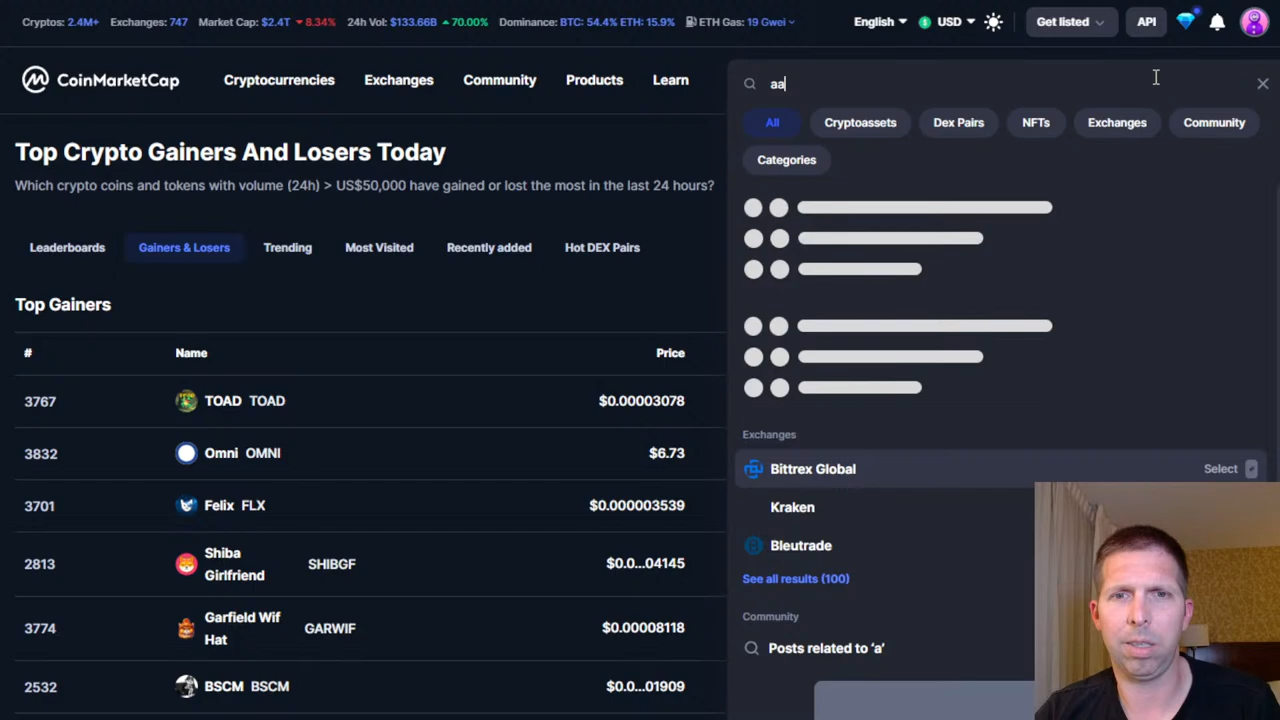 Cryptos: 2.4M+ Exchanges: 747 Market Cap: $2.4T 8.34% 24h Vol: $133.66B 70.00% Dominance: BTC: 54.4% ETH: 15.9% ETH Gas: 19 Gwei English USD Get listed API
CoinMarketCap Cryptocurrencies Exchanges Community Products Learn
aa
All Cryptoassets Dex Pairs NFTs Exchanges Community
Categories
Top Crypto Gainers And Losers Today
Which crypto coins and tokens with volume (24h) > US$50,000 have gained or lost the most in the last 24 hours?
Leaderboards Gainers & Losers Trending Most Visited Recently added Hot DEX Pairs
Top Gainers
# Name Price
3767 TOAD TOAD $0.00003078
3832 Omni OMNI $6.73
3701 Felix FLX $0.000003539
2813 Shiba Girlfriend SHIBGF $0.0...04145
3774 Garfield Wif Hat GARWIF $0.00008118
2532 BSCM BSCM $0.0...01909
Exchanges
Bittrex Global Select
Kraken
Bleutrade
See all results (100)
Community
Posts related to ‘a’